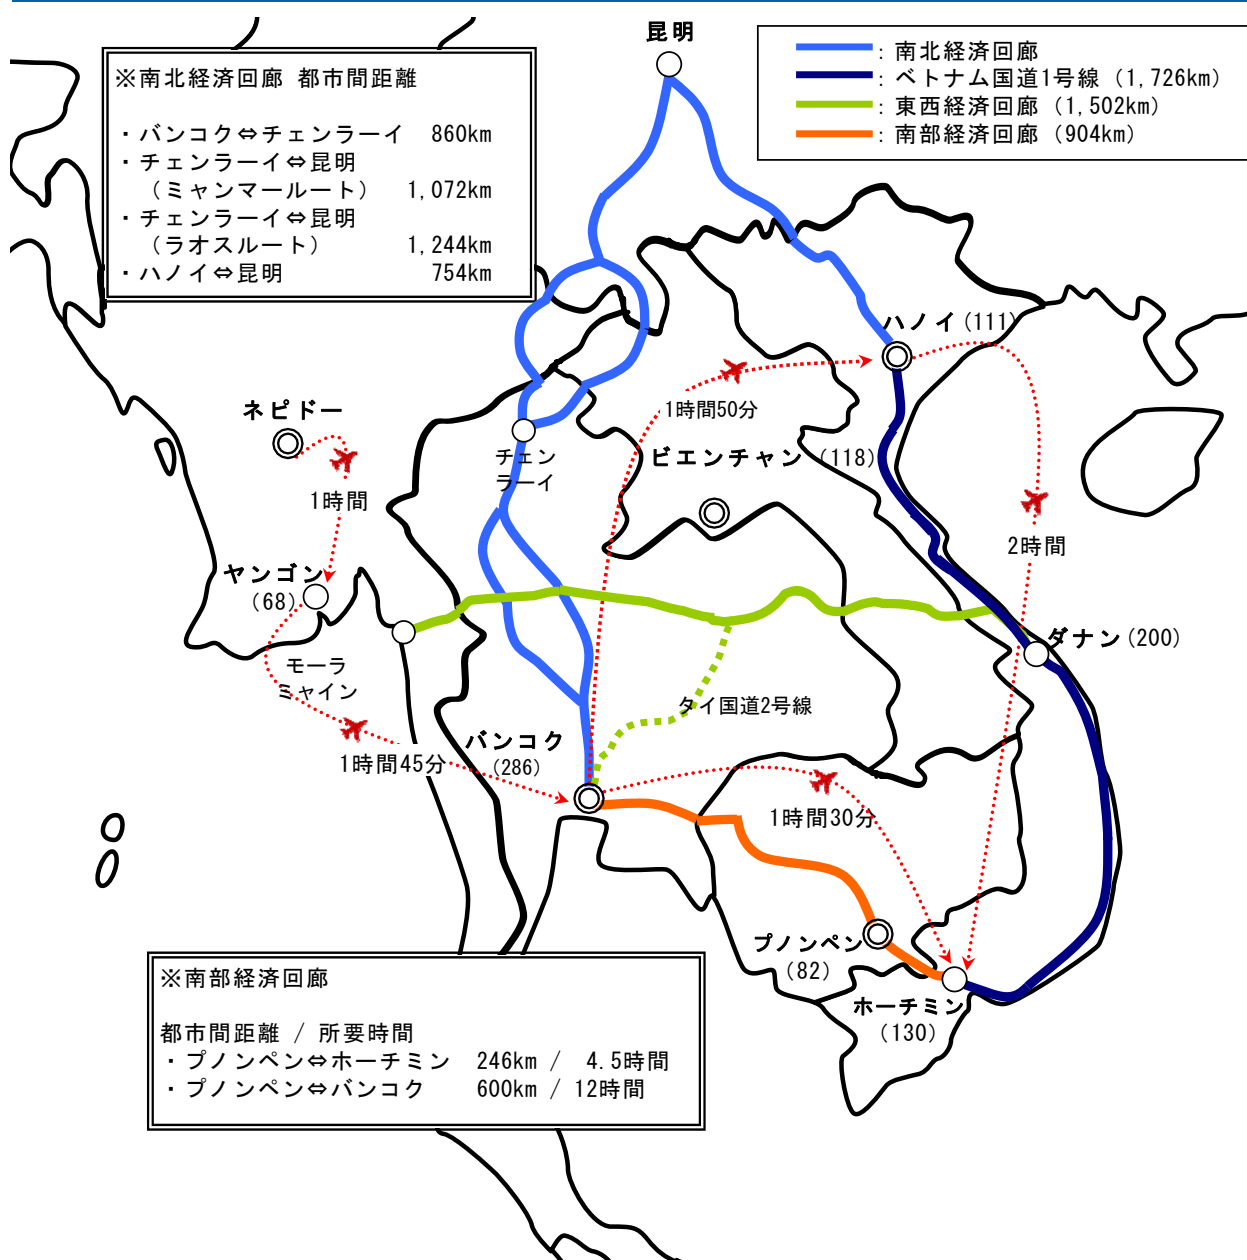 昆明
※南北経済回廊 都市間距離
・バンコク⇔チェンラーイ 860km
・チェンラーイ⇔昆明
（ミャンマールート） 1,072km
・チェンラーイ⇔昆明
（ラオスルート） 1,244km
・ハノイ⇔昆明 754km
: 南北経済回廊
: ベトナム国道1号線 (1,726km)
: 東西経済回廊 (1,502km)
: 南部経済回廊 (904km)
ハノイ(111)
ネピドー
1時間50分
チェン
ラーイ
ビエンチャン (118)
1時間
2時間
ヤンゴン
(68)
ダナン(200)
モーラ
ミャイン
タイ国道2号線
バンコク
(286)
1時間45分
1時間30分
プノンペン
(82)
ホーチミン
(130)
※南部経済回廊
都市間距離 / 所要時間
・プノンペン⇔ホーチミン 246km / 4.5時間
・プノンペン⇔バンコク 600km / 12時間